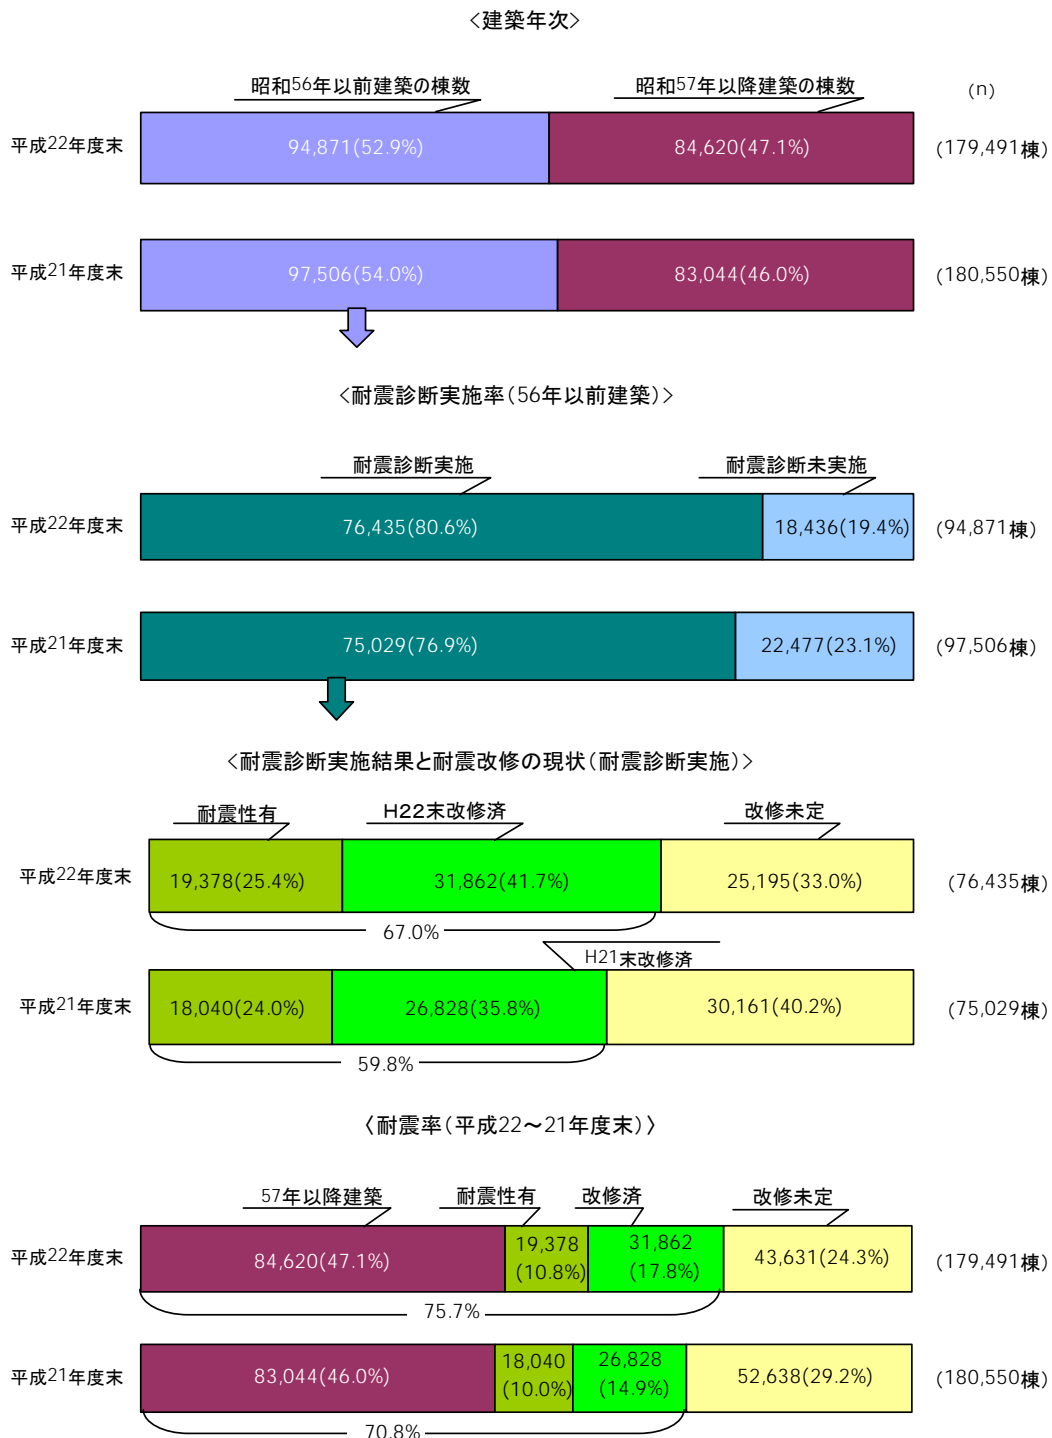 <建築年次>
昭和56年以前建築の棟数 昭和57年以降建築の棟数 (n)
平成22年度末 94,871(52.9%) 84,620(47.1%) (179,491棟)
平成21年度末 97,506(54.0%) 83,044(46.0%) (180,550棟)
<耐震診断実施率(56年以前建築)>
耐震診断実施 耐震診断未実施
平成22年度末 76,435(80.6%) 18,436(19.4%) (94,871棟)
平成21年度末 75,029(76.9%) 22,477(23.1%) (97,506棟)
<耐震診断実施結果と耐震改修の現状(耐震診断実施)>
耐震性有 H22末改修済 改修未定
平成22年度末 19,378(25.4%) 31,862(41.7%) 25,195(33.0%) (76,435棟)
67.0%
H21末改修済
平成21年度末 18,040(24.0%) 26,828(35.8%) 30,161(40.2%) (75,029棟)
59.8%
〈耐震率(平成22～21年度末)〉
57年以降建築 耐震性有 改修済 改修未定
平成22年度末 84,620(47.1%) 19,378 (10.8%) 31,862 (17.8%) 43,631(24.3%) (179,491棟)
75.7%
平成21年度末 83,044(46.0%) 18,040 (10.0%) 26,828 (14.9%) 52,638(29.2%) (180,550棟)
70.8%